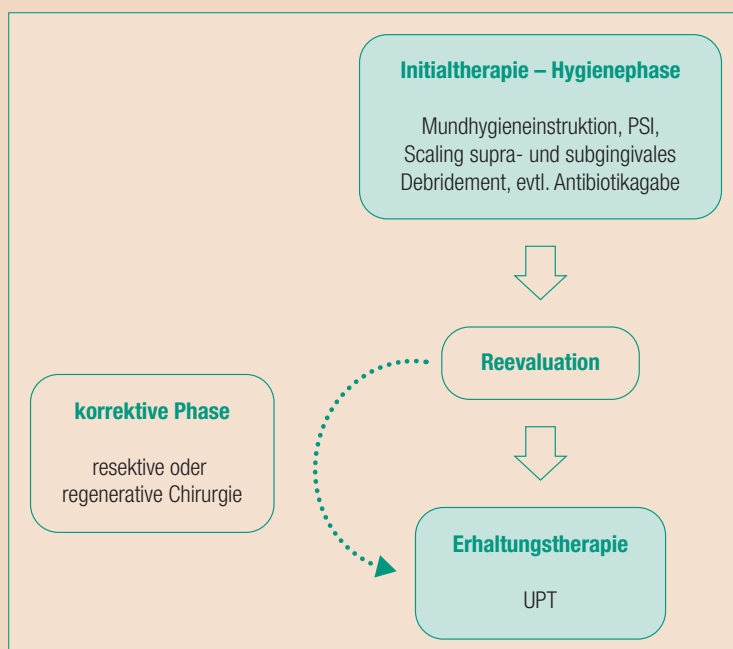 Initialtherapie – Hygienephase
Mundhygieneinstruktion, PSI,
Scaling supra- und subgingivales
Debridement, evtl. Antibiotikagabe
Reevaluation
korrektive Phase
resektive oder
regenerative Chirurgie
Erhaltungstherapie
UPT